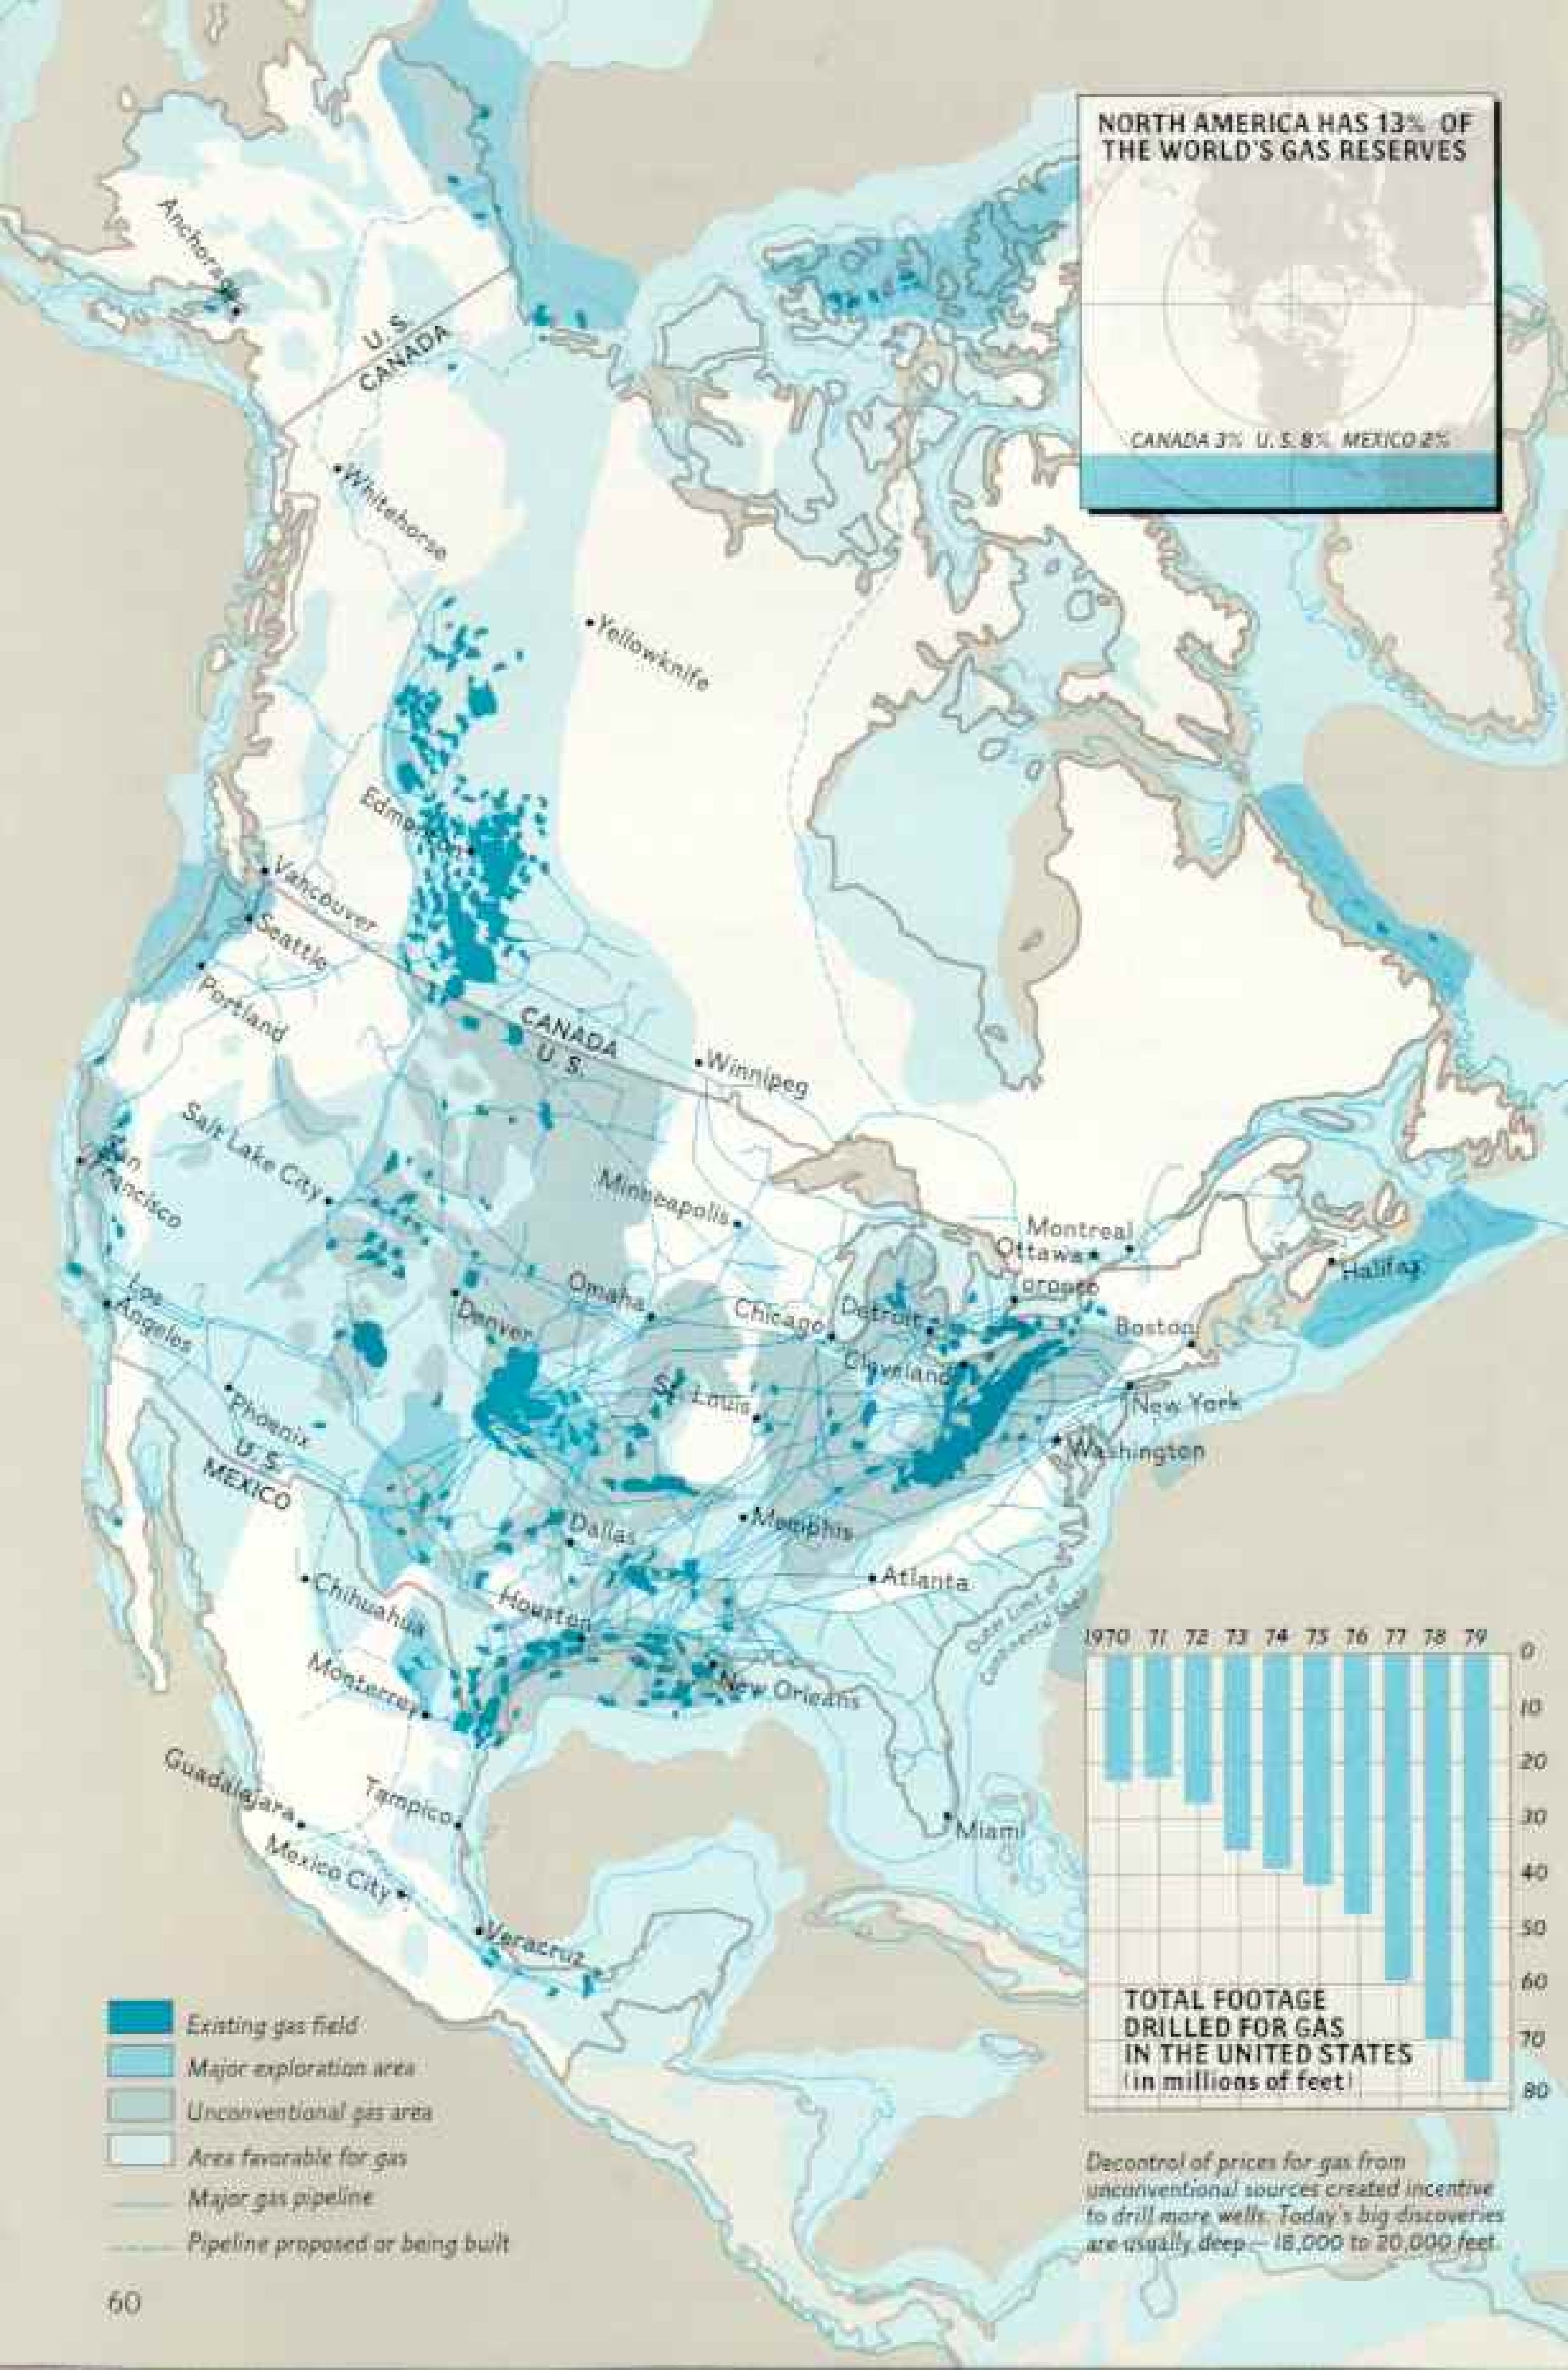 NORTH AMERICA HAS 13% OF
THE WORLD'S GAS RESERVES
CANADA 3% U.S. 8% MEXICO 2%
Anchorage
U. S.
CANADA
Whitehorse
Yellowknife
Edmonton
Vancouver
Seattle
Portland
CANADA
U. S.
Winnipeg
Salt Lake City
San
Francisco
Minneapolis
Montreal
Ottawa
Toronto
Halifax
Los
Angeles
Omaha
Chicago
Detroit
Boston
Denver
Cleveland
St. Louis
New York
Phoenix
Washington
U. S.
MEXICO
Dallas
Memphis
Atlanta
Chihuahua
Houston
Outer Limit of
Continental Shelf
Monterrey
New Orleans
Guadalajara
Tampico
Miami
Mexico City
Veracruz
1970 71 72 73 74 75 76 77 78 79
0
10
20
30
40
50
60
70
80
TOTAL FOOTAGE
DRILLED FOR GAS
IN THE UNITED STATES
(in millions of feet)
Existing gas field
Major exploration area
Unconventional gas area
Area favorable for gas
Major gas pipeline
Pipeline proposed or being built
Decontrol of prices for gas from
unconventional sources created incentive
to drill more wells. Today's big discoveries
are usually deep—18,000 to 20,000 feet.
60